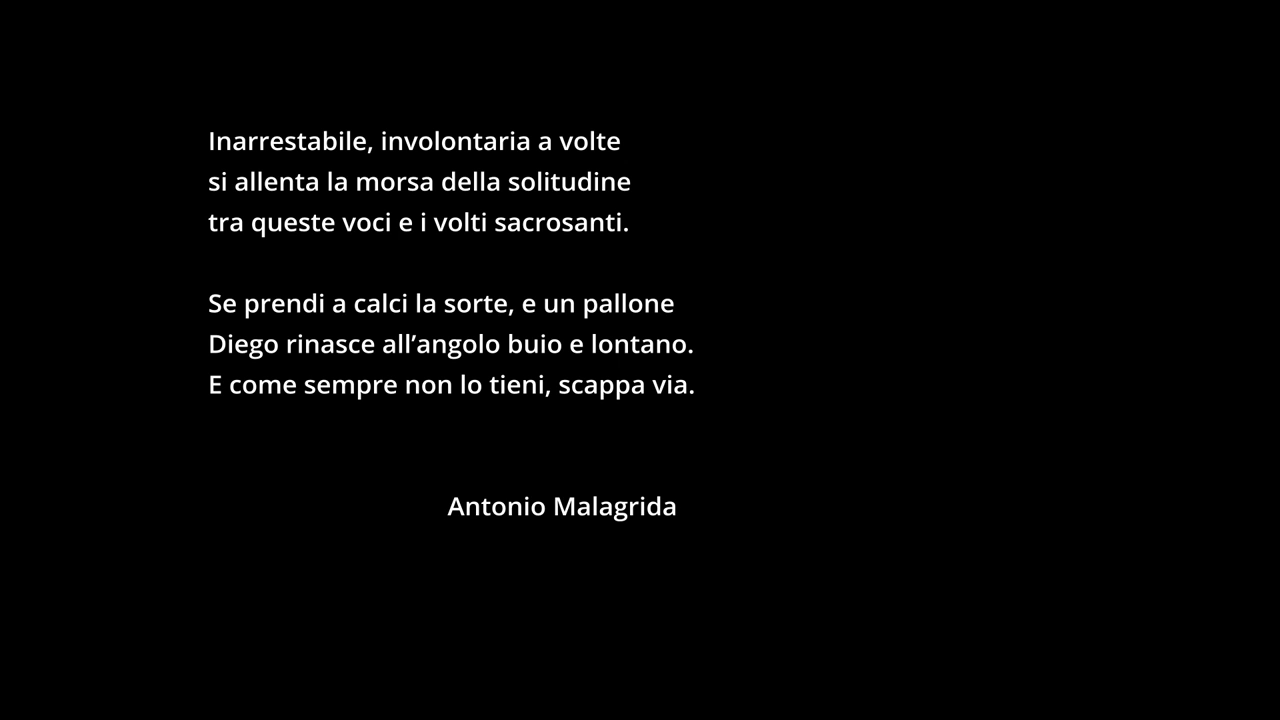 Inarrestabile, involontaria a volte
si allenta la morsa della solitudine
tra queste voci e i volti sacrosanti.
Se prendi a calci la sorte, e un pallone
Diego rinasce all’angolo buio e lontano.
E come sempre non lo tieni, scappa via.
Antonio Malagrida